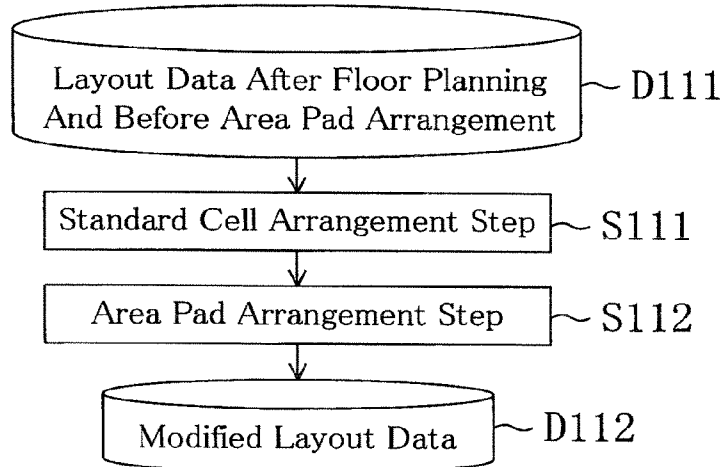 Layout Data After Floor Planning
And Before Area Pad Arrangement
D111
Standard Cell Arrangement Step
S111
Area Pad Arrangement Step
S112
Modified Layout Data
D112